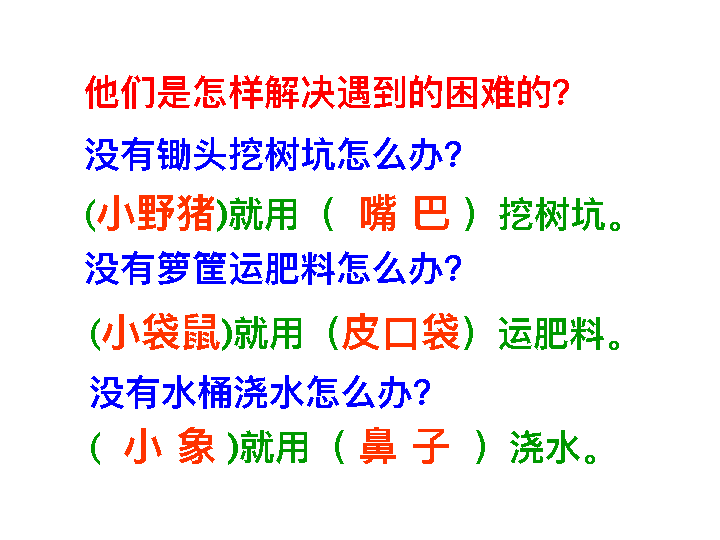 他们是怎样解决遇到的困难的?
没有锄头挖树坑怎么办?
(小野猪)就用（ 嘴 巴 ）挖树坑。
没有箩筐运肥料怎么办?
(小袋鼠)就用（皮口袋）运肥料。
没有水桶浇水怎么办?
( 小 象 )就用（ 鼻 子 ）浇水。